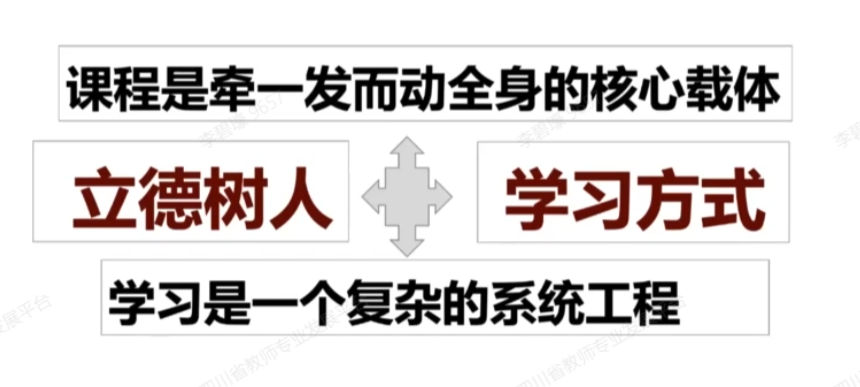 课程是牵一发而动全身的核心载体
立德树人
学习方式
学习是一个复杂的系统工程